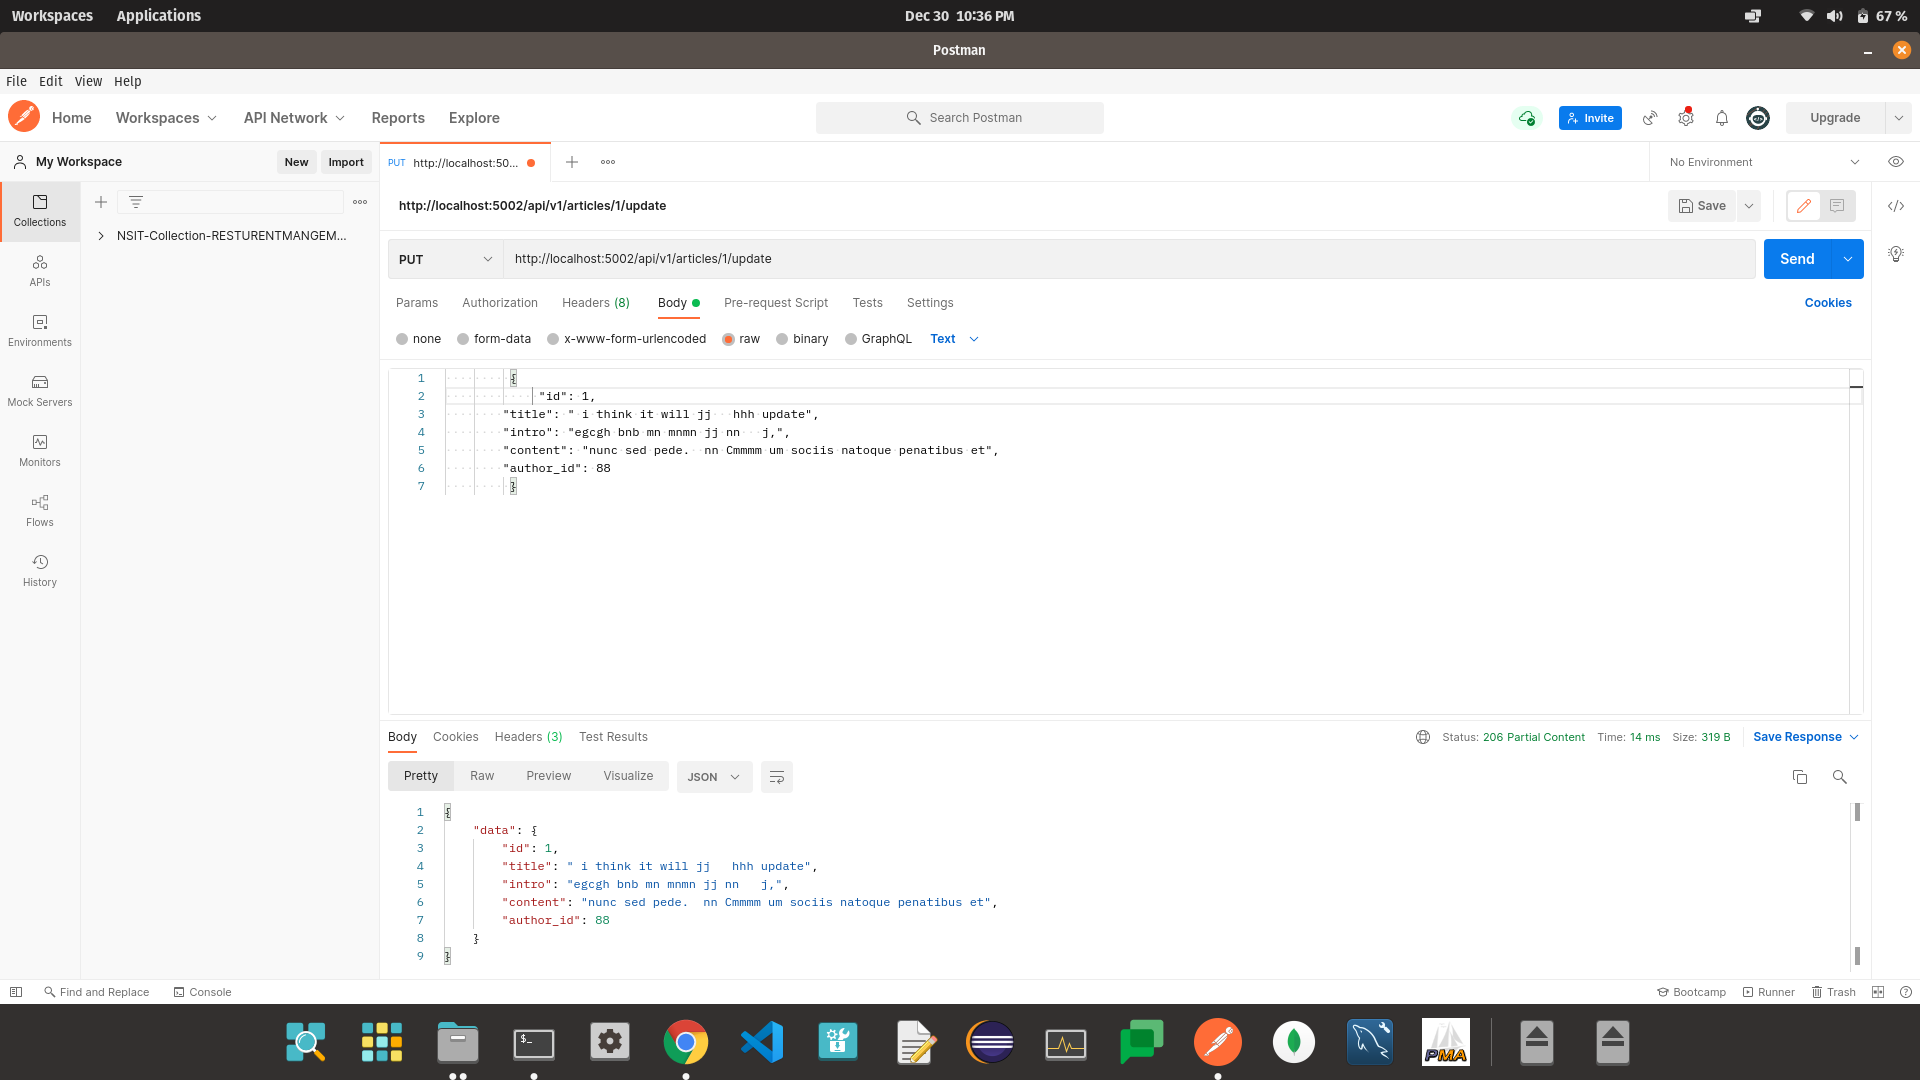 Workspaces Applications Dec 30 10:36 PM 67 %
Postman
File Edit View Help
Home Workspaces API Network Reports Explore Search Postman Invite Upgrade
My Workspace New Import PUT http://localhost:50... No Environment
http://localhost:5002/api/v1/articles/1/update Save
Collections
NSIT-Collection-RESTURENTMANGEM...
PUT http://localhost:5002/api/v1/articles/1/update Send
APIs
Params Authorization Headers (8) Body Pre-request Script Tests Settings Cookies
none form-data x-www-form-urlencoded raw binary GraphQL Text
Environments
Mock Servers
Monitors
Flows
History
1 {
2 "id": 1,
3 "title": " i think it will jj   hhh update",
4 "intro": "egcgh bnb mn mnmn jj nn   j,",
5 "content": "nunc sed pede.  nn Cmmmm um sociis natoque penatibus et",
6 "author_id": 88
7 }
Body Cookies Headers (3) Test Results Status: 206 Partial Content Time: 14 ms Size: 319 B Save Response
Pretty Raw Preview Visualize JSON
1 {
2 "data": {
3 "id": 1,
4 "title": " i think it will jj   hhh update",
5 "intro": "egcgh bnb mn mnmn jj nn   j,",
6 "content": "nunc sed pede.  nn Cmmmm um sociis natoque penatibus et",
7 "author_id": 88
8 }
9 }
Find and Replace Console Bootcamp Runner Trash
$_
PMA